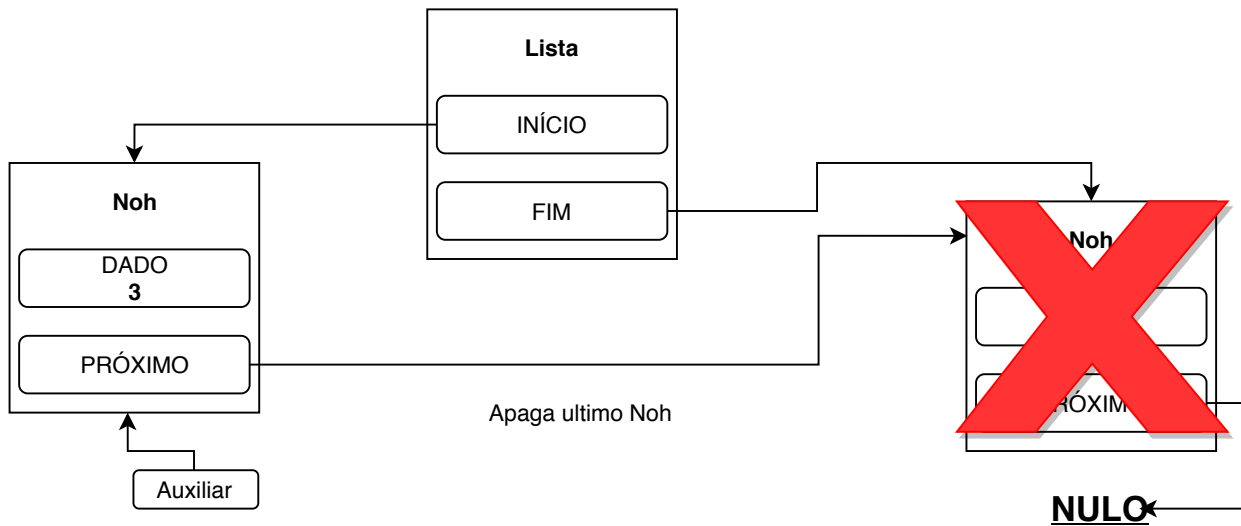 Lista
INÍCIO
FIM
Noh
DADO
3
PRÓXIMO
Auxiliar
Apaga ultimo Noh
Noh
NULO